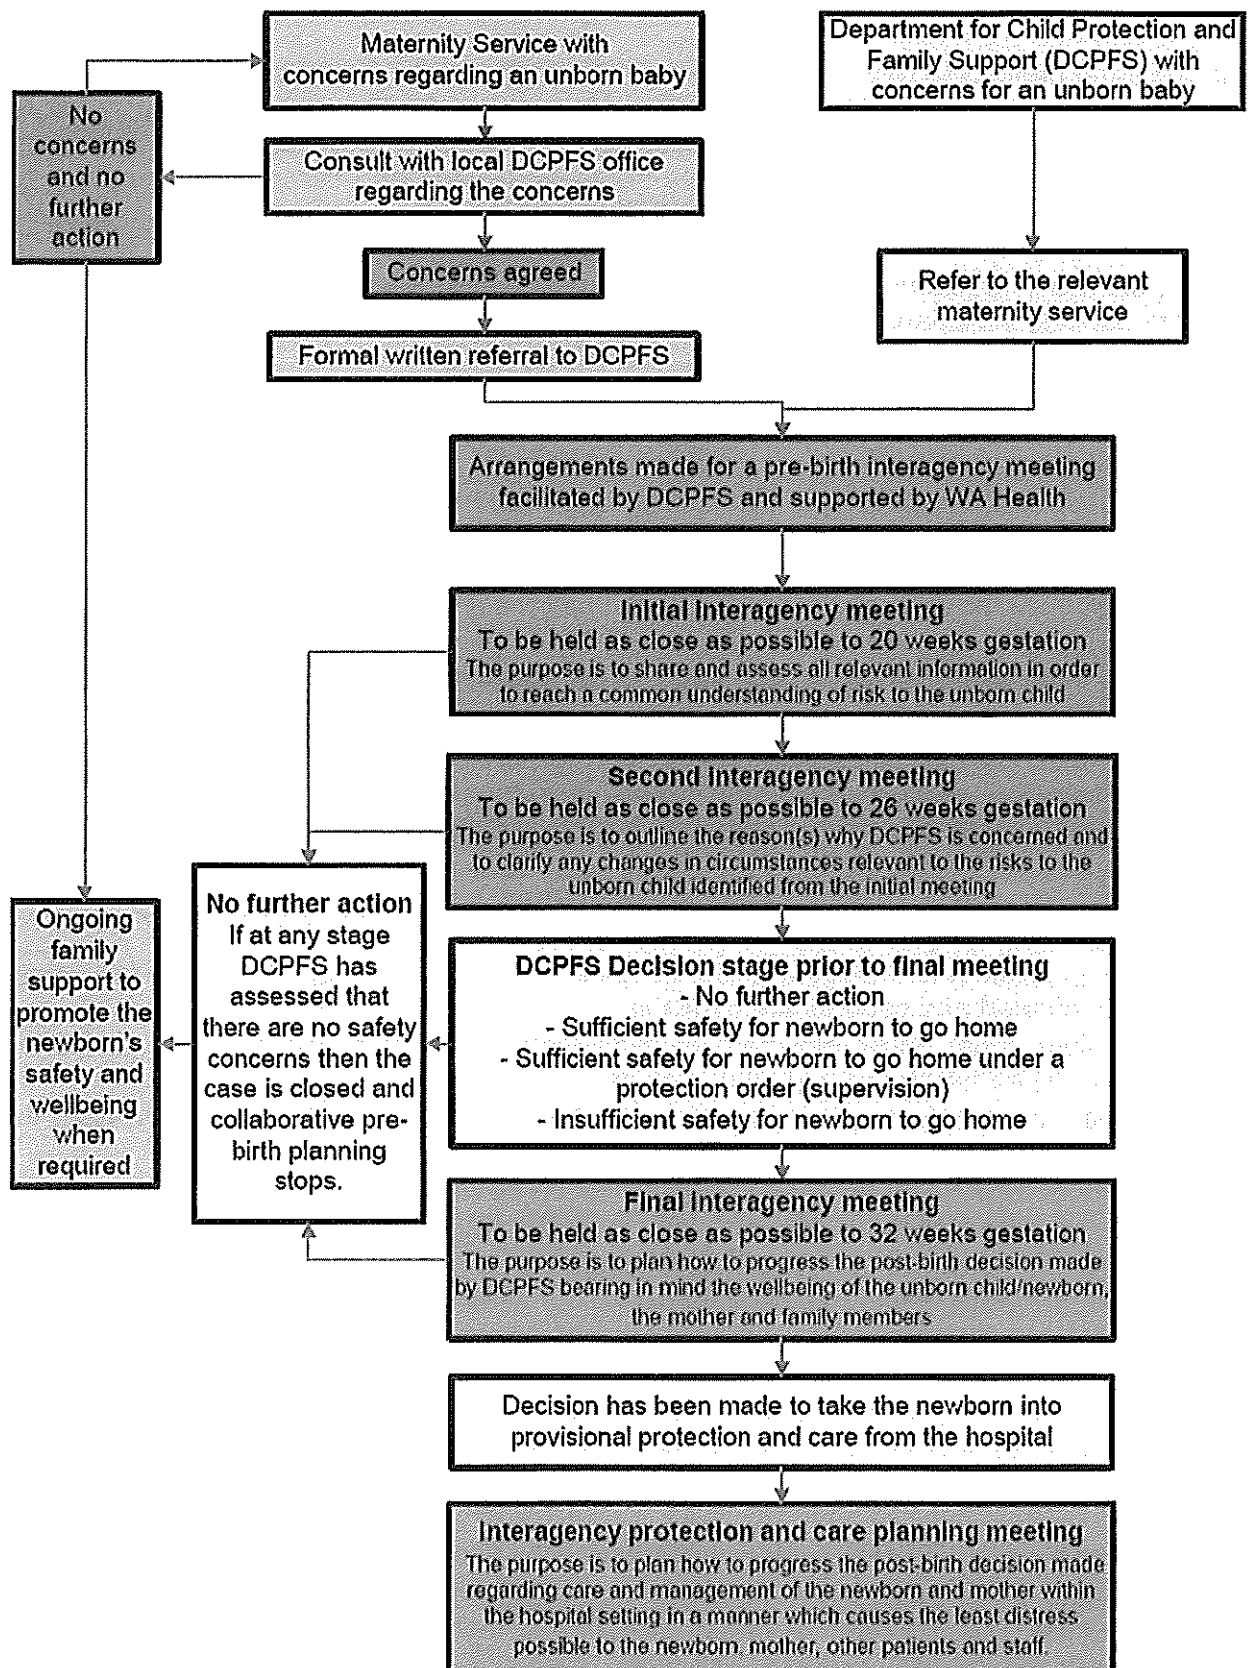 Maternity Service with
concerns regarding an unborn baby
Department for Child Protection and
Family Support (DCPFS) with
concerns for an unborn baby
No
concerns
and no
further
action
Consult with local DCPFS office
regarding the concerns
Concerns agreed
Refer to the relevant
maternity service
Formal written referral to DCPFS
Arrangements made for a pre-birth interagency meeting
facilitated by DCPFS and supported by WA Health
Initial interagency meeting
To be held as close as possible to 20 weeks gestation
The purpose is to share and assess all relevant information in order
to reach a common understanding of risk to the unborn child
Second interagency meeting
To be held as close as possible to 26 weeks gestation
The purpose is to outline the reason(s) why DCPFS is concerned and
to clarify any changes in circumstances relevant to the risks to the
unborn child identified from the initial meeting
Ongoing
family
support to
promote the
newborn's
safety and
wellbeing
when
required
No further action
If at any stage
DCPFS has
assessed that
there are no safety
concerns then the
case is closed and
collaborative pre-
birth planning
stops.
DCPFS Decision stage prior to final meeting
- No further action
- Sufficient safety for newborn to go home
- Sufficient safety for newborn to go home under a
protection order (supervision)
- Insufficient safety for newborn to go home
Final interagency meeting
To be held as close as possible to 32 weeks gestation
The purpose is to plan how to progress the post-birth decision made
by DCPFS bearing in mind the wellbeing of the unborn child/newborn,
the mother and family members
Decision has been made to take the newborn into
provisional protection and care from the hospital
Interagency protection and care planning meeting
The purpose is to plan how to progress the post-birth decision made
regarding care and management of the newborn and mother within
the hospital setting in a manner which causes the least distress
possible to the newborn, mother, other patients and staff.